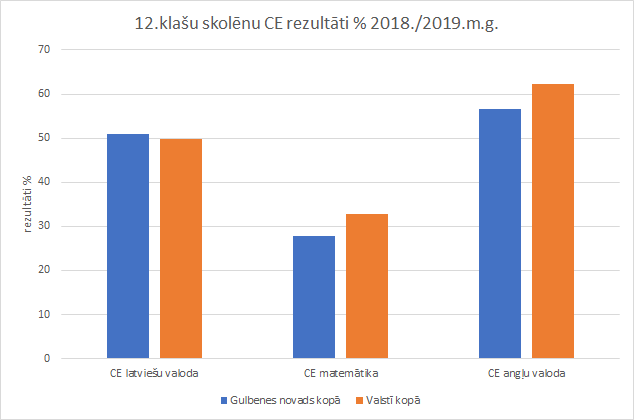 12.klašu skolēnu CE rezultāti % 2018./2019.m.g.
70
60
50
40
30
20
10
0
rezultāti %
CE latviešu valoda
CE matemātika
CE angļu valoda
Gulbenes novads kopā
Valstī kopā